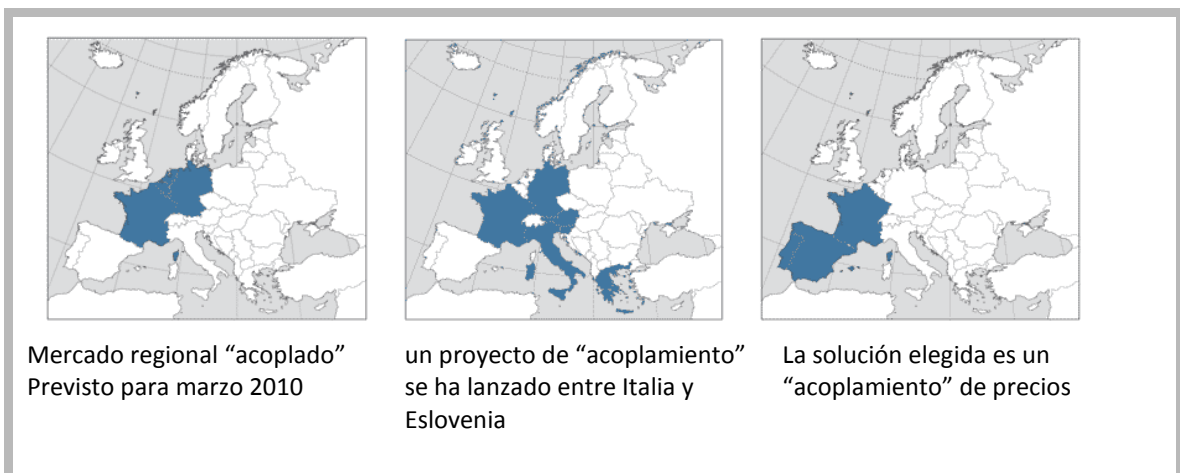 Mercado regional “acoplado”
Previsto para marzo 2010
un proyecto de “acoplamiento”
se ha lanzado entre Italia y
Eslovenia
La solución elegida es un
“acoplamiento” de precios